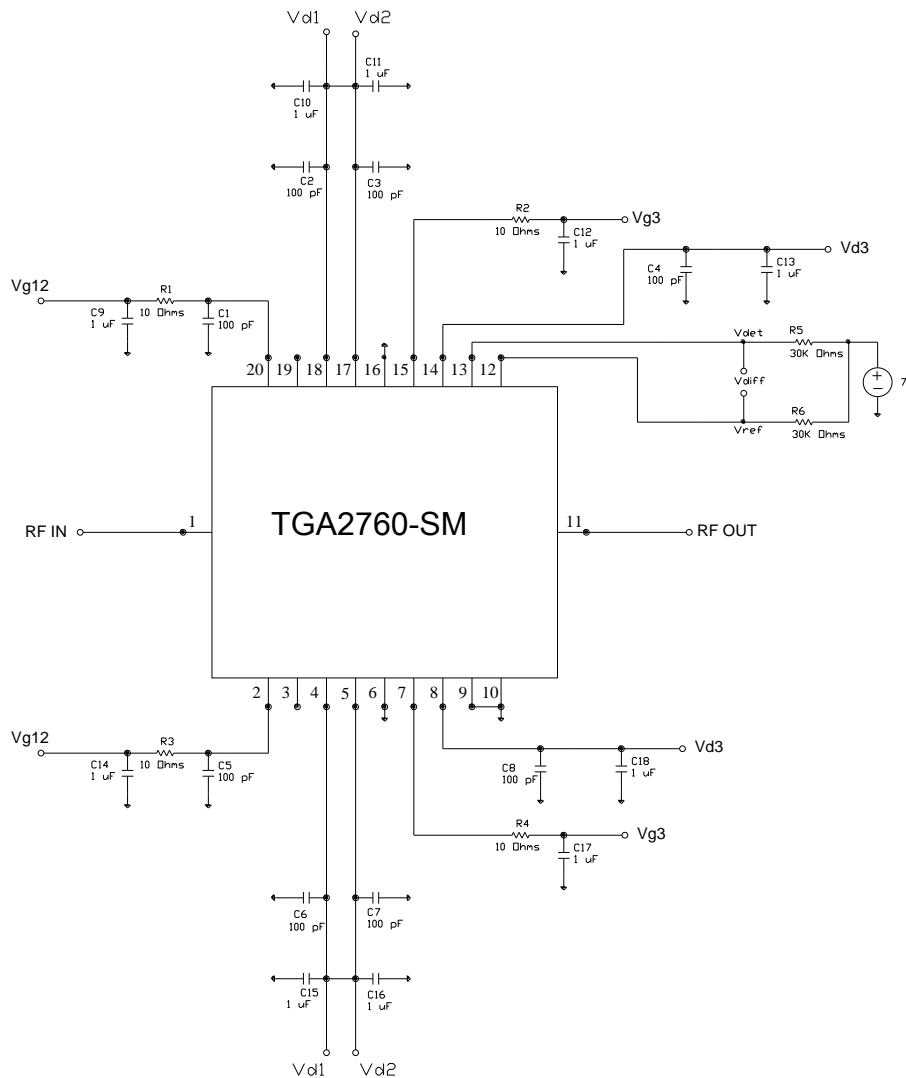 Vd1 Vd2
C11
1 uF
C10
1 uF
C2
100 pF
C3
100 pF
R2
10 Ohms
Vg3
C12
1 uF
Vd3
C4
100 pF
C13
1 uF
Vg12
C9
1 uF
R1
10 Ohms
C1
100 pF
Vdet
R5
30K Ohms
Vdiff
7
Vref
R6
30K Ohms
20 19 18 17 16 15 14 13 12
RF IN
1
TGA2760-SM
11
RF OUT
2 3 4 5 6 7 8 9 10
Vg12
C14
1 uF
R3
10 Ohms
C5
100 pF
Vd3
C8
100 pF
C18
1 uF
R4
10 Ohms
Vg3
C17
1 uF
C6
100 pF
C7
100 pF
C15
1 uF
C16
1 uF
Vd1 Vd2